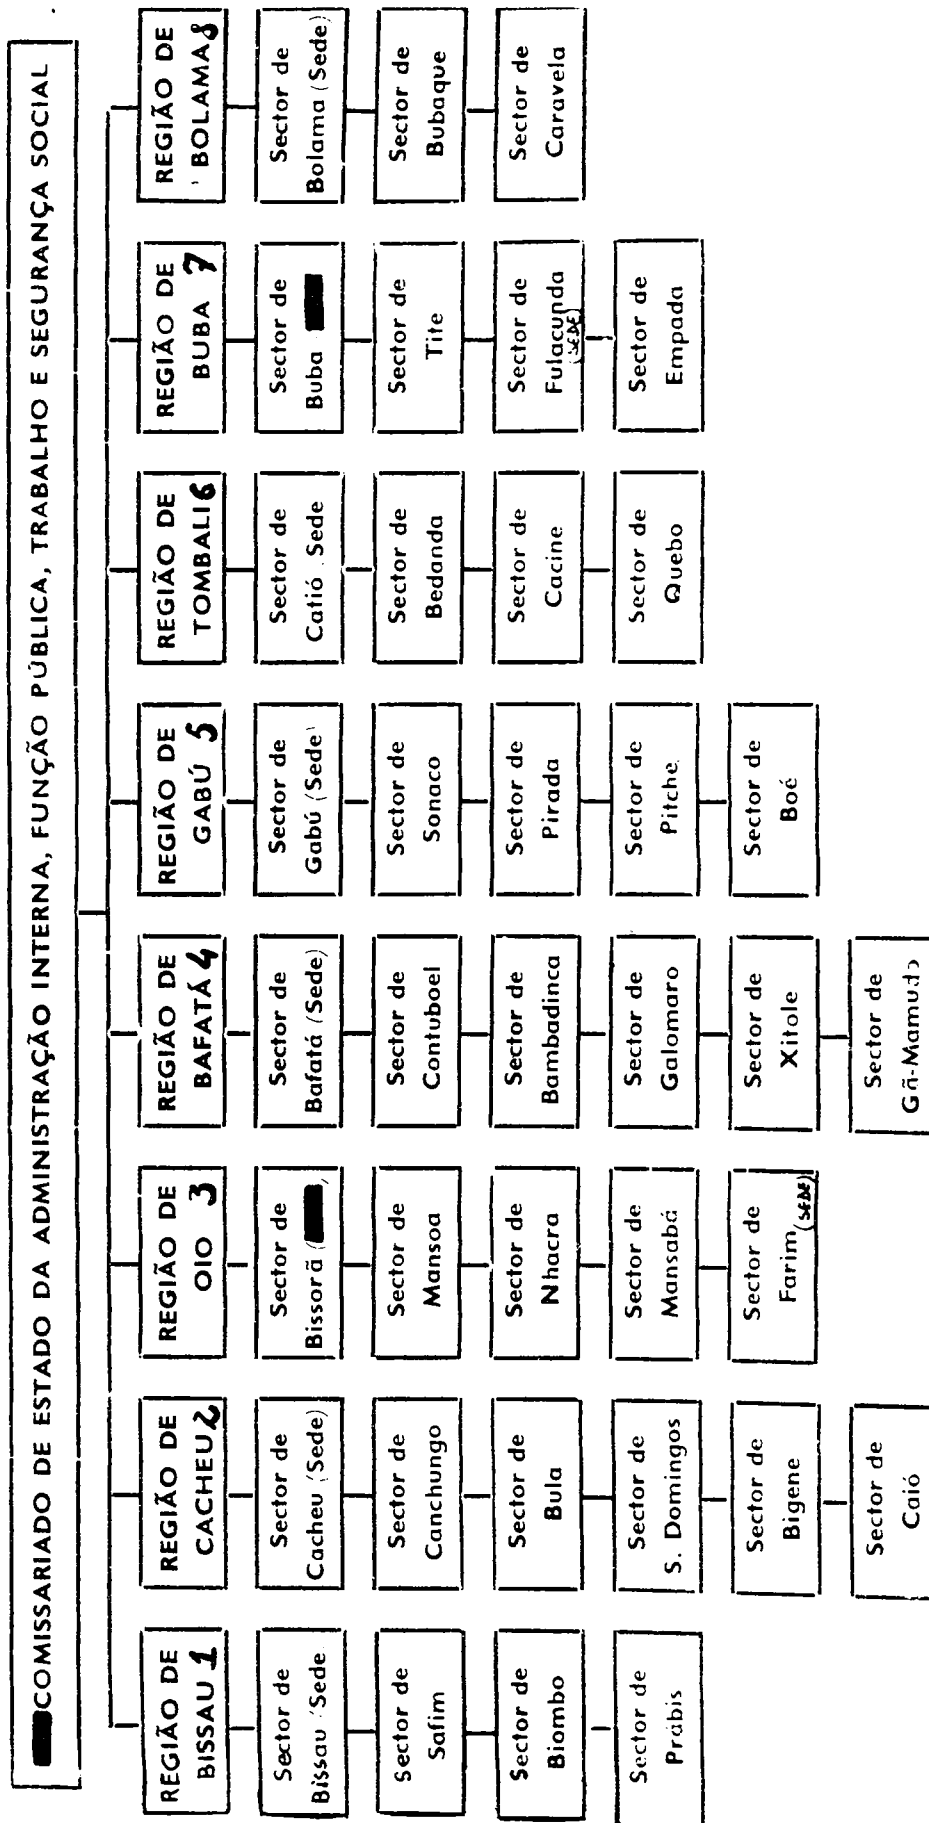 COMISSARIADO DE ESTADO DA ADMINISTRAÇÃO INTERNA, FUNÇÃO PÚBLICA, TRABALHO E SEGURANÇA SOCIAL
REGIÃO DE
BISSAU 1
Sector de
Bissau (Sede
Sector de
Safim
Sector de
Biombo
Sector de
Prábis
REGIÃO DE
CACHEU 2
Sector de
Cacheu (Sede)
Sector de
Canchungo
Sector de
Bula
Sector de
S. Domingos
Sector de
Bigene
Sector de
Caió
REGIÃO DE
OIO 3
Sector de
Bissorã (
Sector de
Mansoa
Sector de
Nhacra
Sector de
Mansabá
Sector de
Farim (SEDE)
REGIÃO DE
BAFATÁ 4
Sector de
Bafatá (Sede)
Sector de
Contuboel
Sector de
Bambadinca
Sector de
Galomaro
Sector de
Xitole
Sector de
Gã-Mamudo
REGIÃO DE
GABÚ 5
Sector de
Gabú (Sede)
Sector de
Sonaco
Sector de
Pirada
Sector de
Pitche
Sector de
Boé
REGIÃO DE
TOMBALI 6
Sector de
Catió Sede
Sector de
Bedanda
Sector de
Cacine
Sector de
Quebo
REGIÃO DE
BUBA 7
Sector de
Buba
Sector de
Tite
Sector de
Fulacunda
(SEDE)
Sector de
Empada
REGIÃO DE
BOLAMA 8
Sector de
Bolama (Sede)
Sector de
Bubaque
Sector de
Caravela